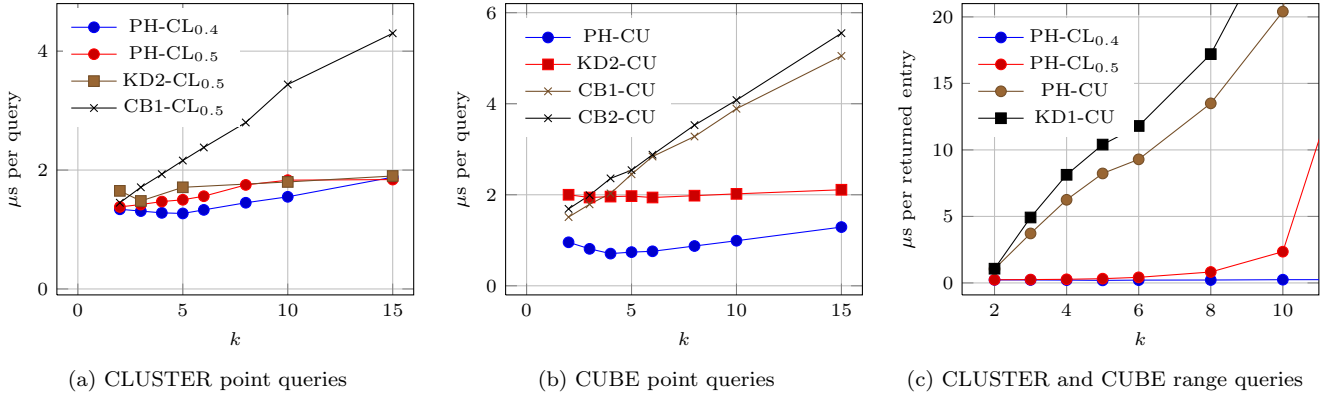 PH-CL0.4
PH-CL0.5
KD2-CL0.5
CB1-CL0.5
4
2
0
μs per query
0 5 10 15
k
(a) CLUSTER point queries
PH-CU
KD2-CU
CB1-CU
CB2-CU
6
4
2
0
μs per query
0 5 10 15
k
(b) CUBE point queries
PH-CL0.4
PH-CL0.5
PH-CU
KD1-CU
20
15
10
5
0
μs per returned entry
2 4 6 8 10
k
(c) CLUSTER and CUBE range queries